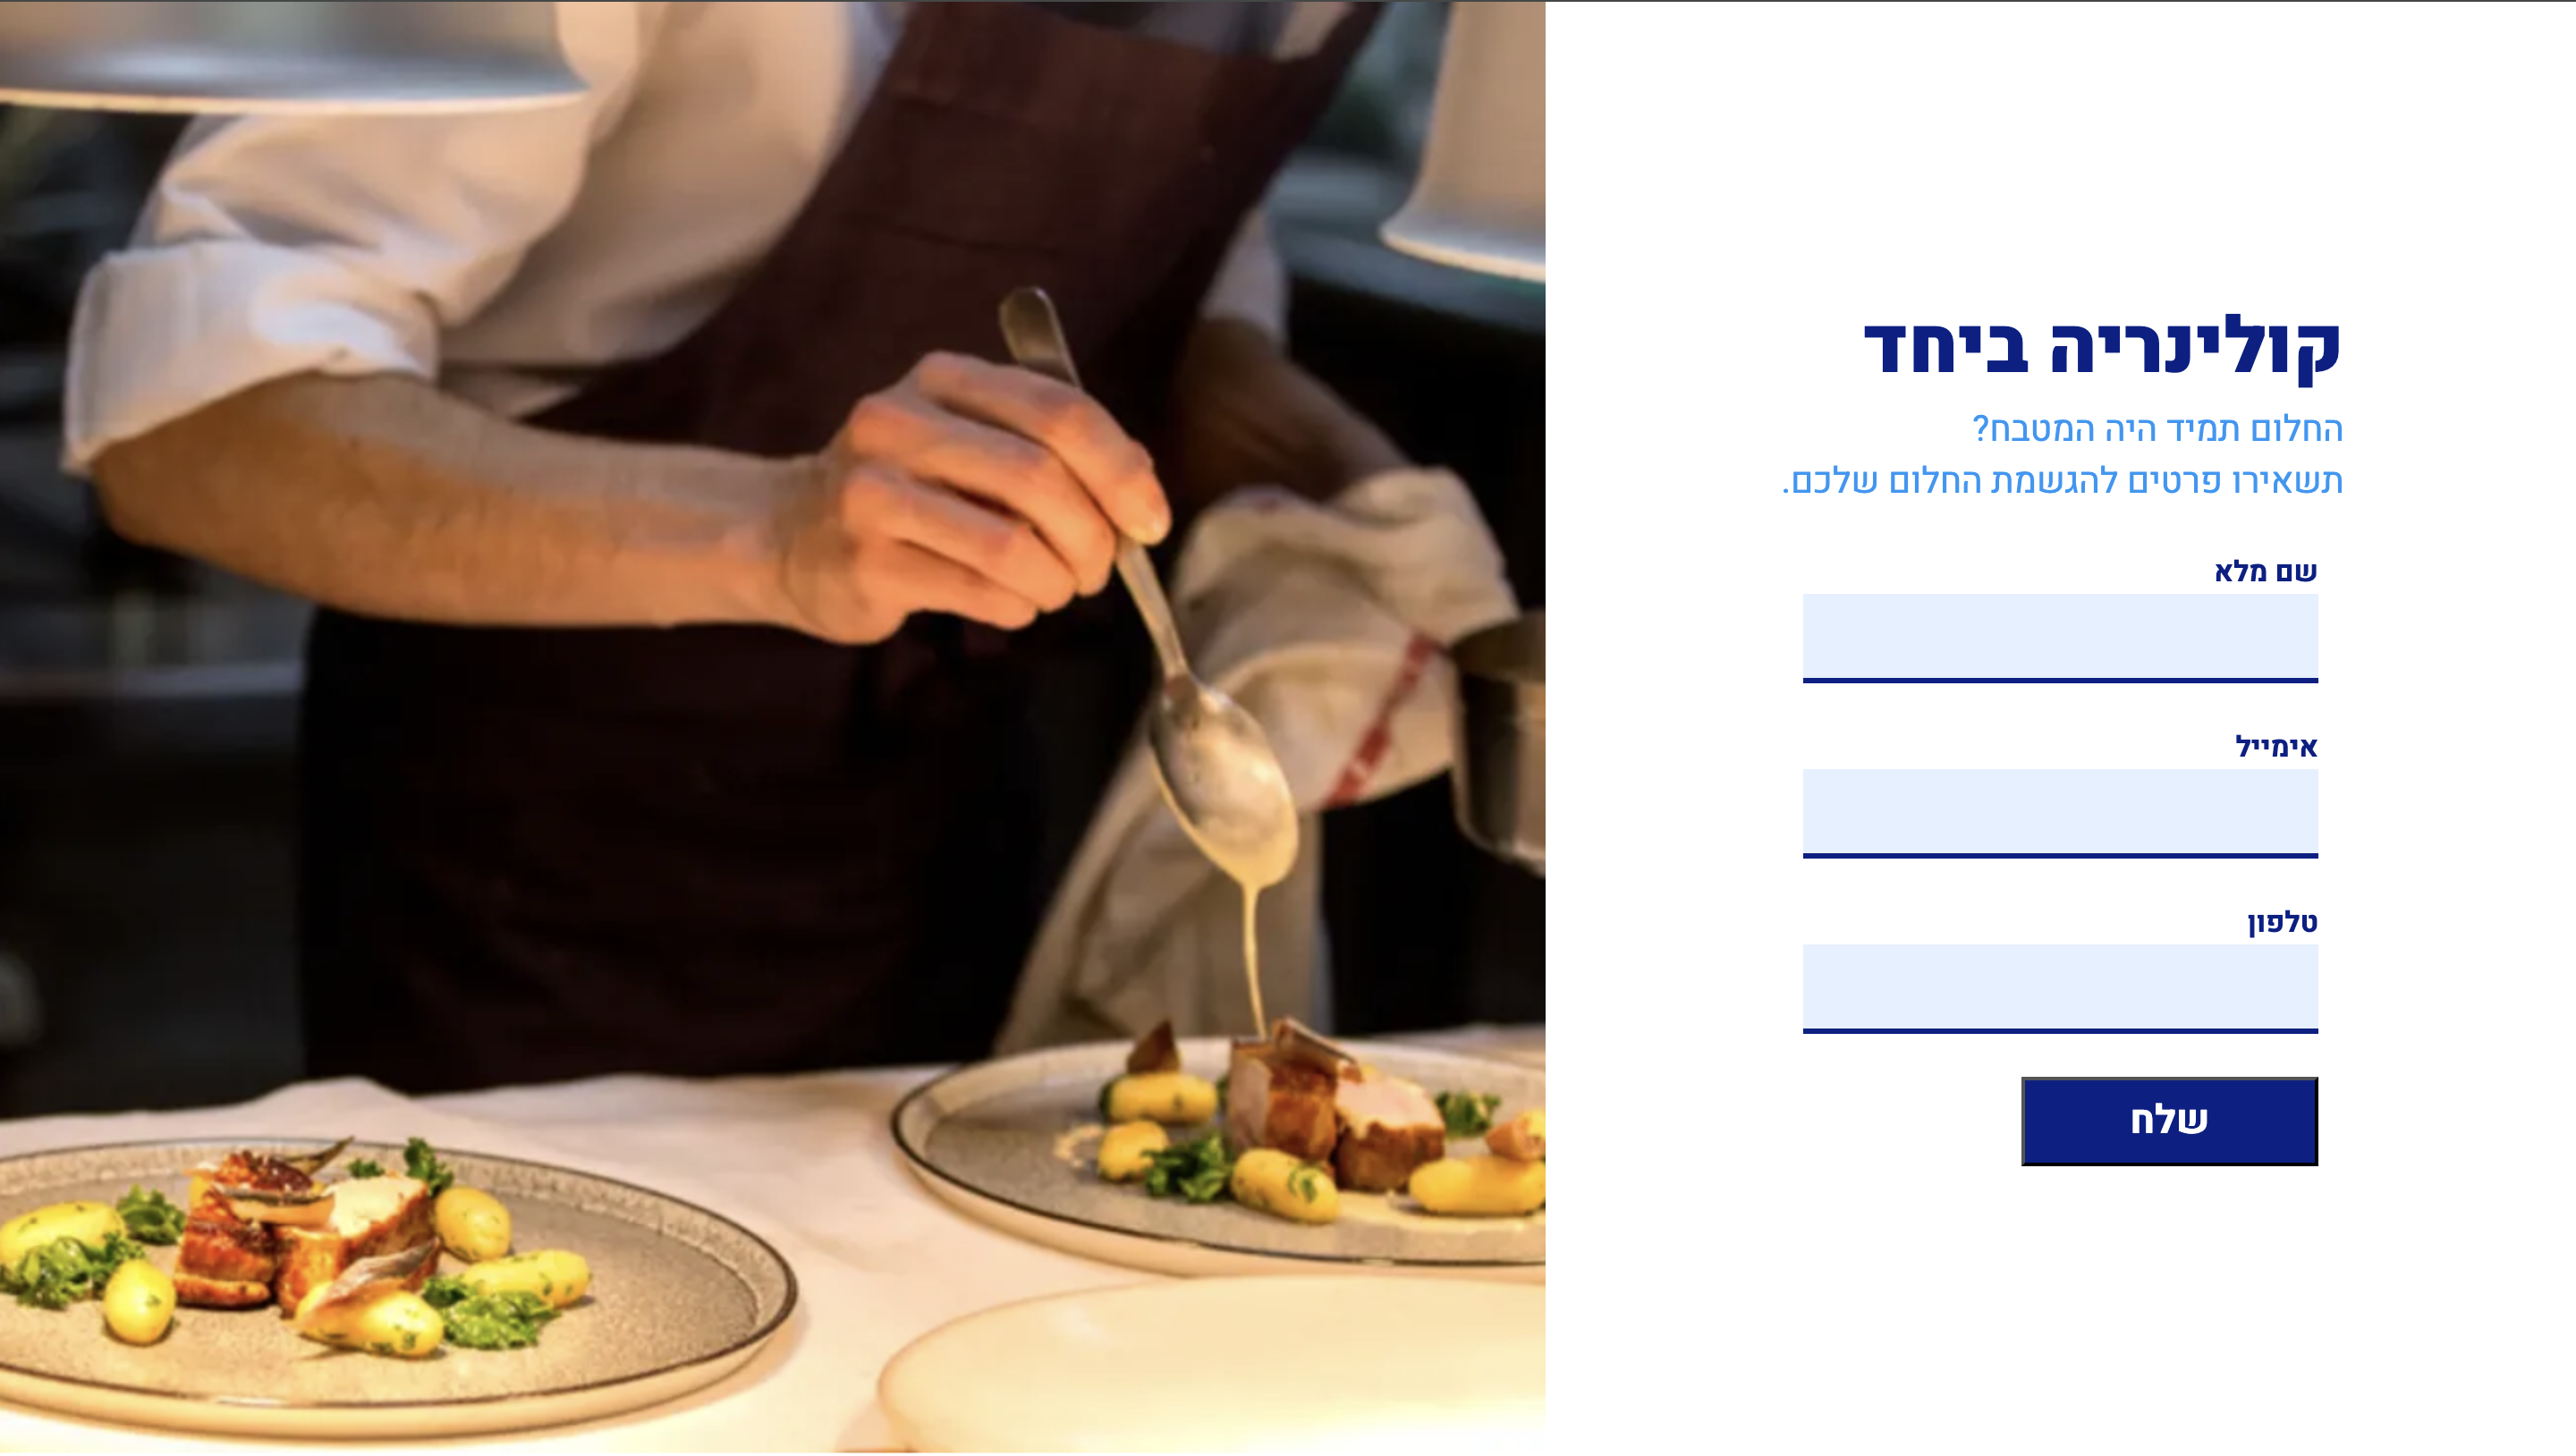 קולינריה ביחד
החלום תמיד היה המטבח?
תשאירו פרטים להגשמת החלום שלכם.
שם מלא
אימייל
טלפון
שלח